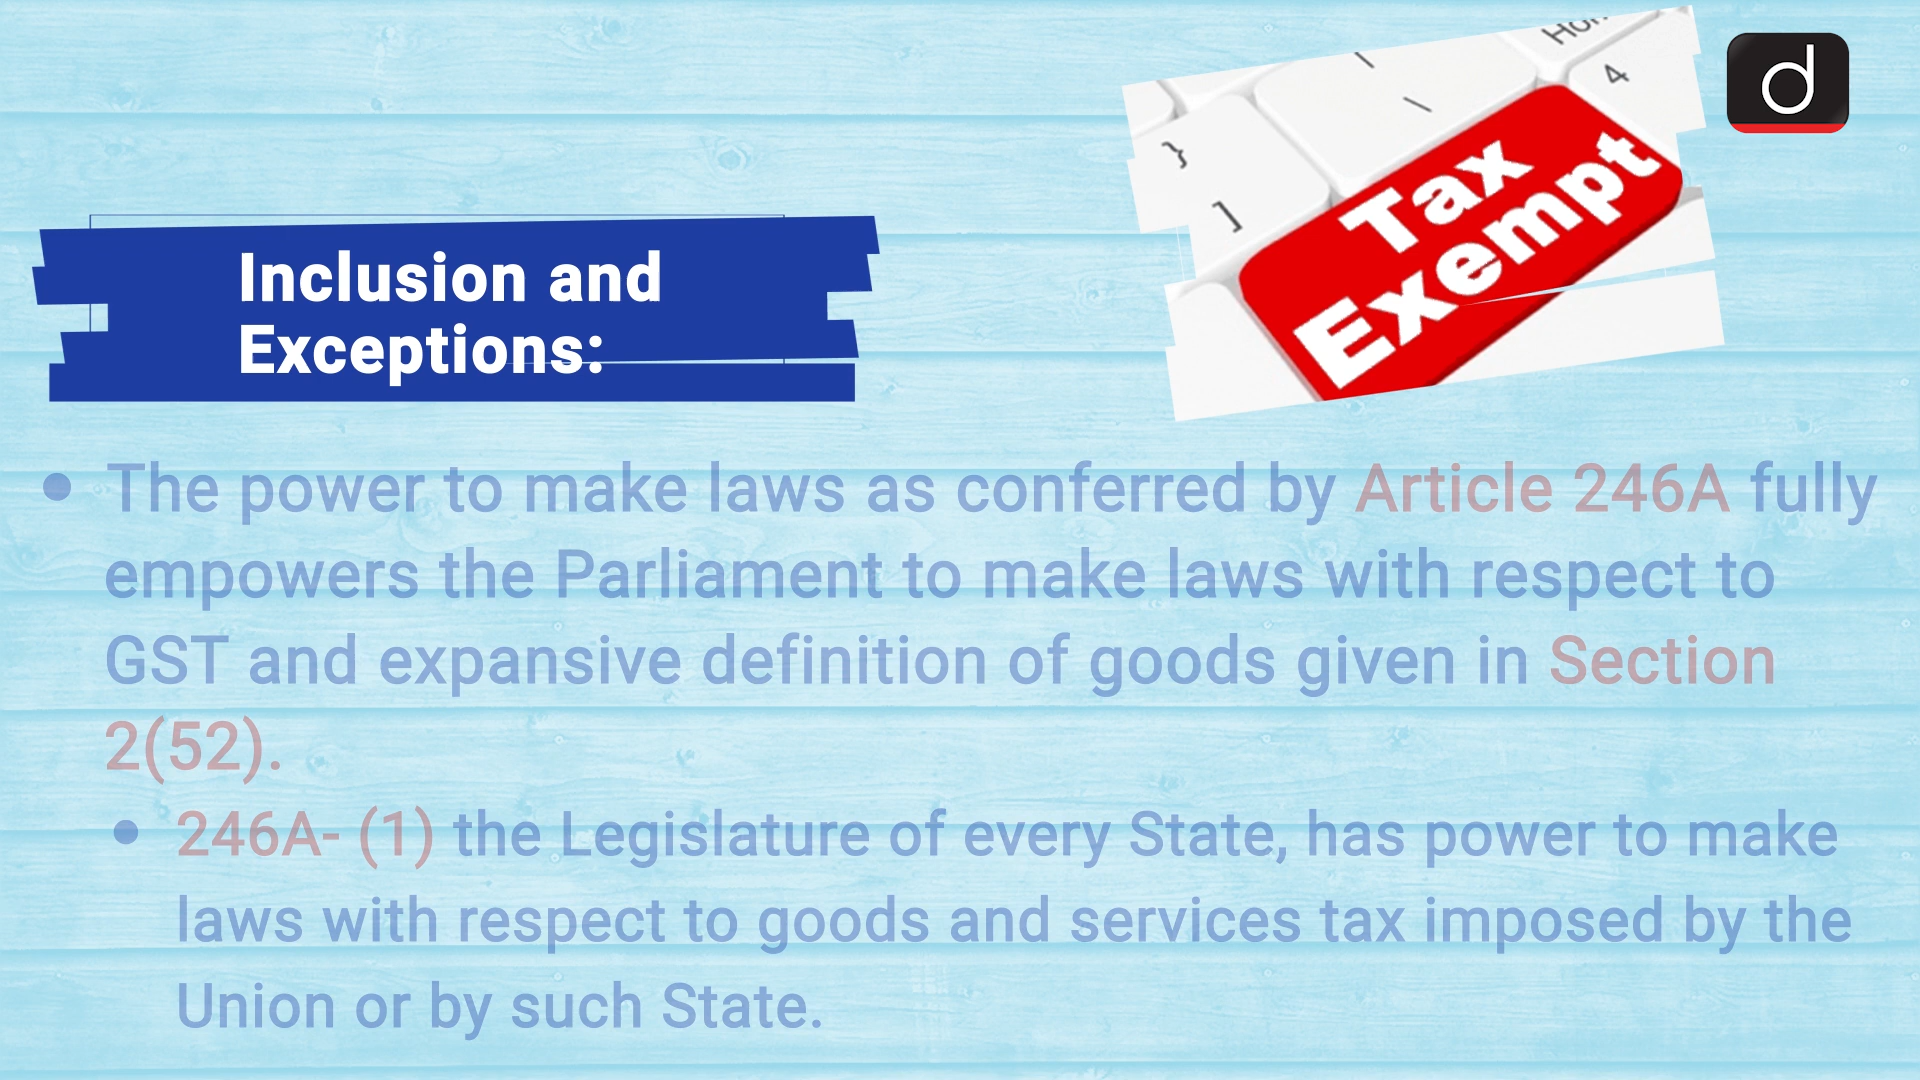 Hom
4
}
]
\
Tax
Exempt
d
Inclusion and
Exceptions:
• The power to make laws as conferred by Article 246A fully
empowers the Parliament to make laws with respect to
GST and expansive definition of goods given in Section
2(52).
• 246A- (1) the Legislature of every State, has power to make
laws with respect to goods and services tax imposed by the
Union or by such State.